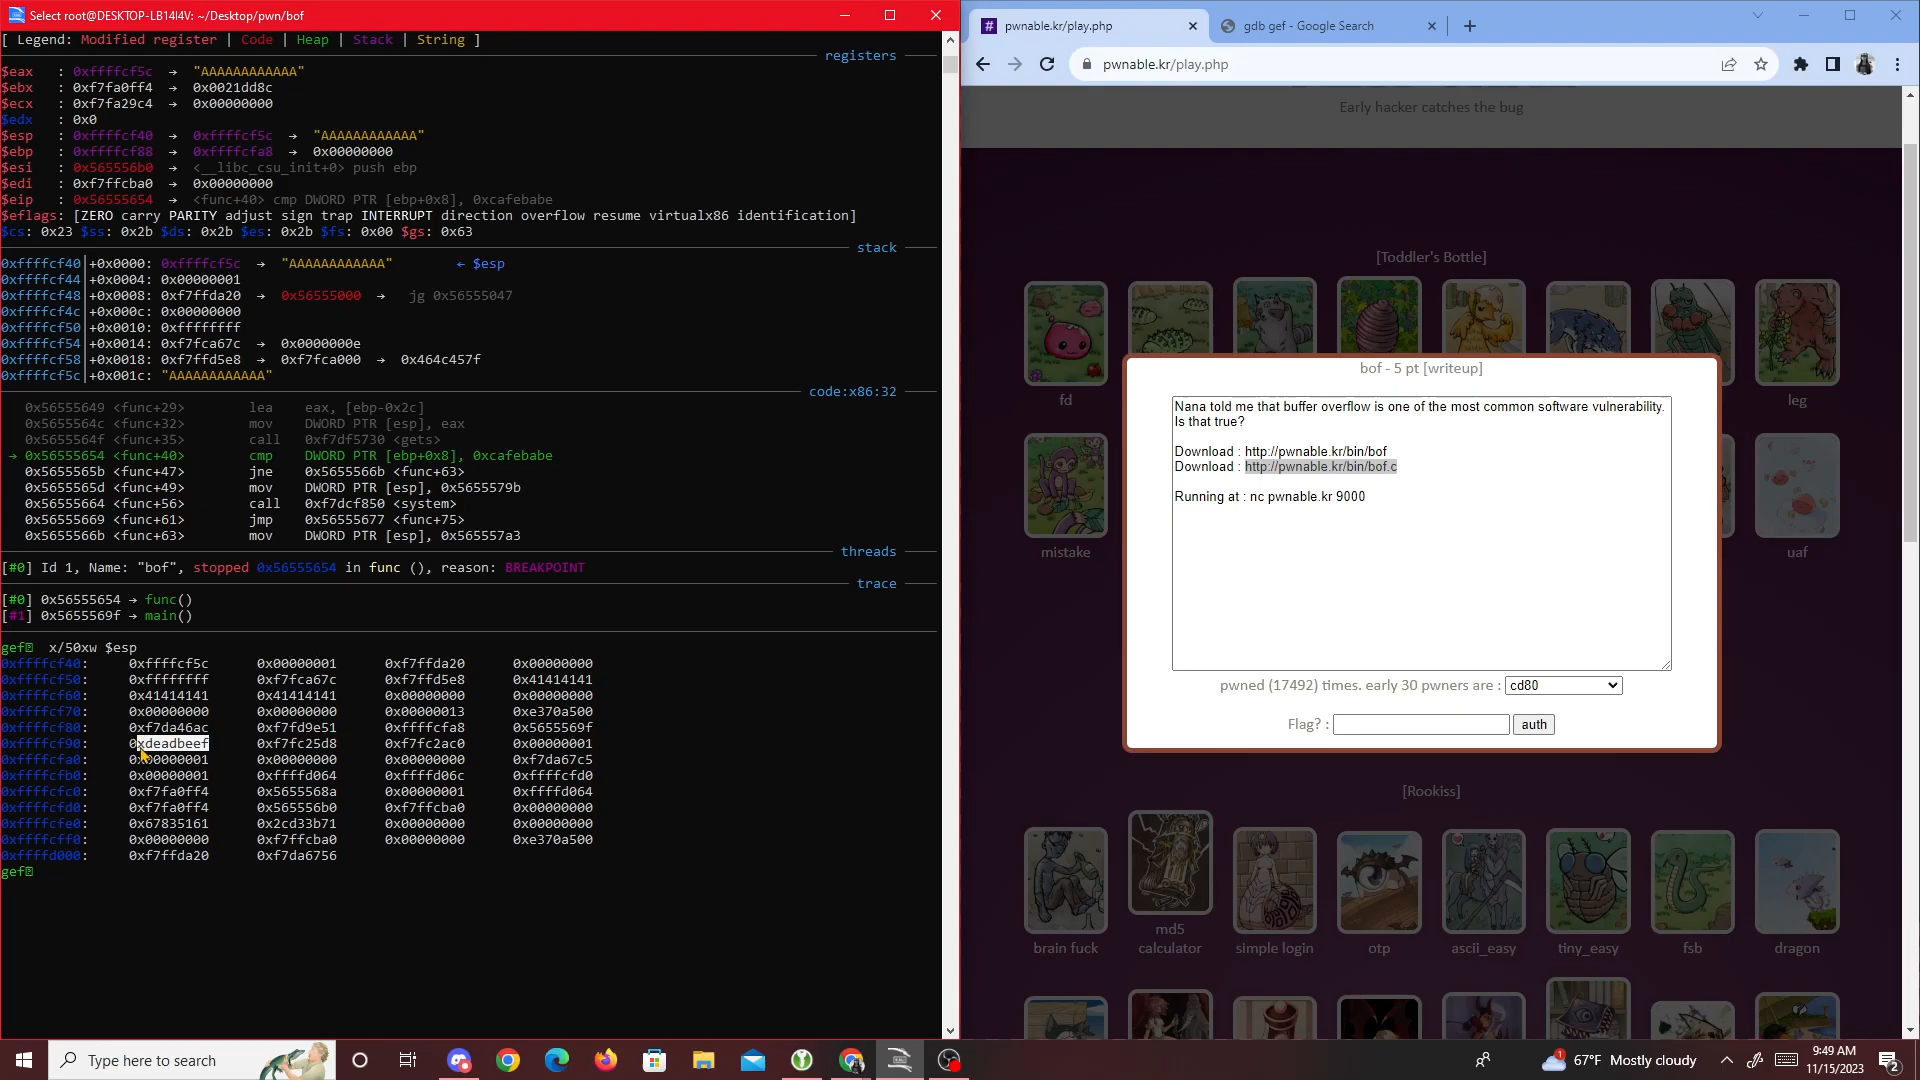 Select root@DESKTOP-LB14I4V: ~/Desktop/pwn/bof
[ Legend: Modified register | Code | Heap | Stack | String ]
registers
$eax   : 0xffffcf5c  →  "AAAAAAAAAAAA"
$ebx   : 0xf7fa0ff4  →  0x0021dd8c
$ecx   : 0xf7fa29c4  →  0x00000000
$edx   : 0x0
$esp   : 0xffffcf40  →  0xffffcf5c  →  "AAAAAAAAAAAA"
$ebp   : 0xffffcf88  →  0xffffcfa8  →  0x00000000
$esi   : 0x565556b0  →  <__libc_csu_init+0> push ebp
$edi   : 0xf7ffcba0  →  0x00000000
$eip   : 0x56555654  →  <func+40> cmp DWORD PTR [ebp+0x8], 0xcafebabe
$eflags: [ZERO carry PARITY adjust sign trap INTERRUPT direction overflow resume virtualx86 identification]
$cs: 0x23 $ss: 0x2b $ds: 0x2b $es: 0x2b $fs: 0x00 $gs: 0x63
stack
0xffffcf40│+0x0000: 0xffffcf5c  →  "AAAAAAAAAAAA"        ← $esp
0xffffcf44│+0x0004: 0x00000001
0xffffcf48│+0x0008: 0xf7ffda20  →  0x56555000  →   jg 0x56555047
0xffffcf4c│+0x000c: 0x00000000
0xffffcf50│+0x0010: 0xffffffff
0xffffcf54│+0x0014: 0xf7fca67c  →  0x0000000e
0xffffcf58│+0x0018: 0xf7ffd5e8  →  0xf7fca000  →  0x464c457f
0xffffcf5c│+0x001c: "AAAAAAAAAAAA"
code:x86:32
0x56555649 <func+29>        lea    eax, [ebp-0x2c]
0x5655564c <func+32>        mov    DWORD PTR [esp], eax
0x5655564f <func+35>        call   0xf7df5730 <gets>
→ 0x56555654 <func+40>        cmp    DWORD PTR [ebp+0x8], 0xcafebabe
0x5655565b <func+47>        jne    0x5655566b <func+63>
0x5655565d <func+49>        mov    DWORD PTR [esp], 0x5655579b
0x56555664 <func+56>        call   0xf7dcf850 <system>
0x56555669 <func+61>        jmp    0x56555677 <func+75>
0x5655566b <func+63>        mov    DWORD PTR [esp], 0x565557a3
threads
[#0] Id 1, Name: "bof", stopped 0x56555654 in func (), reason: BREAKPOINT
trace
[#0] 0x56555654 → func()
[#1] 0x5655569f → main()
gef  x/50xw $esp
0xffffcf40:     0xffffcf5c      0x00000001      0xf7ffda20      0x00000000
0xffffcf50:     0xffffffff      0xf7fca67c      0xf7ffd5e8      0x41414141
0xffffcf60:     0x41414141      0x41414141      0x00000000      0x00000000
0xffffcf70:     0x00000000      0x00000000      0x00000013      0xe370a500
0xffffcf80:     0xf7da46ac      0xf7fd9e51      0xffffcfa8      0x5655569f
0xffffcf90:     0xdeadbeef      0xf7fc25d8      0xf7fc2ac0      0x00000001
0xffffcfa0:     0x00000001      0x00000000      0x00000000      0xf7da67c5
0xffffcfb0:     0x00000001      0xffffd064      0xffffd06c      0xffffcfd0
0xffffcfc0:     0xf7fa0ff4      0x5655568a      0x00000001      0xffffd064
0xffffcfd0:     0xf7fa0ff4      0x565556b0      0xf7ffcba0      0x00000000
0xffffcfe0:     0x67835161      0x2cd33b71      0x00000000      0x00000000
0xffffcff0:     0x00000000      0xf7ffcba0      0x00000000      0xe370a500
0xffffd000:     0xf7ffda20      0xf7da6756
gef
# pwnable.kr/play.php
gdb gef - Google Search
pwnable.kr/play.php
Early hacker catches the bug
[Toddler's Bottle]
fd
leg
mistake
uaf
bof - 5 pt [writeup]
Nana told me that buffer overflow is one of the most common software vulnerability.
Is that true?
Download : http://pwnable.kr/bin/bof
Download : http://pwnable.kr/bin/bof.c
Running at : nc pwnable.kr 9000
pwned (17492) times. early 30 pwners are : cd80
Flag? :
auth
[Rookiss]
brain fuck
md5 calculator
simple login
otp
ascii_easy
tiny_easy
fsb
dragon
Type here to search
1
67°F Mostly cloudy
9:49 AM
11/15/2023
2